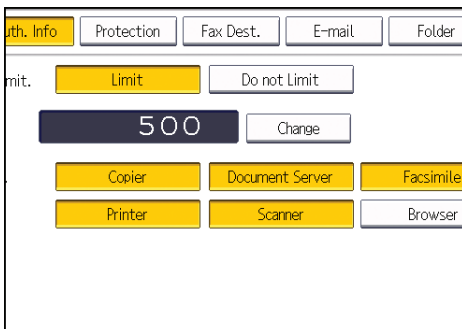 uth. Info Protection Fax Dest. E-mail Folder
mit. Limit Do not Limit
500 Change
. Copier Document Server Facsimile
Printer Scanner Browser